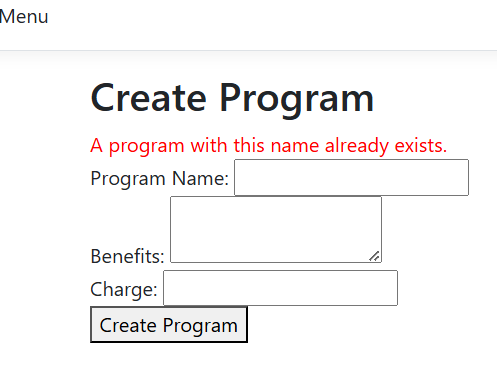 Menu
Create Program
A program with this name already exists.
Program Name:
Benefits:
Charge:
Create Program